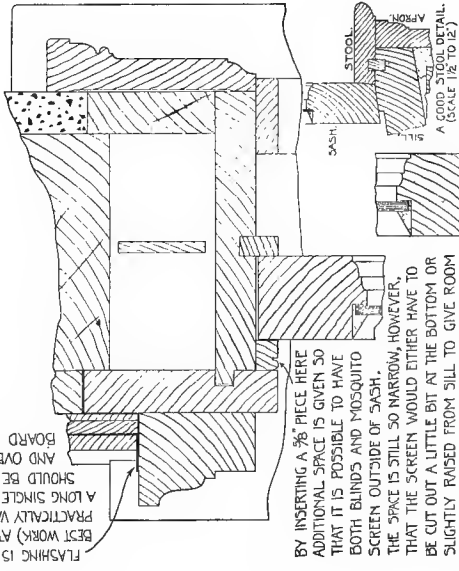 FLASHING IS
BEST WORK) AT
PRACTICALLY VA
A LONG SINGLE
SHOULD BE
AND OVE
BOARD
BY INSERTING A 5/8" PIECE HERE
ADDITIONAL SPACE IS GIVEN SO
THAT IT IS POSSIBLE TO HAVE
BOTH BLINDS AND MOSQUITO
SCREEN OUTSIDE OF SASH.
THE SPACE IS STILL SO NARROW, HOWEVER,
THAT THE SCREEN WOULD EITHER HAVE TO
BE CUT OUT A LITTLE BIT AT THE BOTTOM OR
SLIGHTLY RAISED FROM SILL TO GIVE ROOM
STOOL.
APRON.
SASH.
SILL
A GOOD STOOL DETAIL.
(SCALE 1 1/2 TO 12")